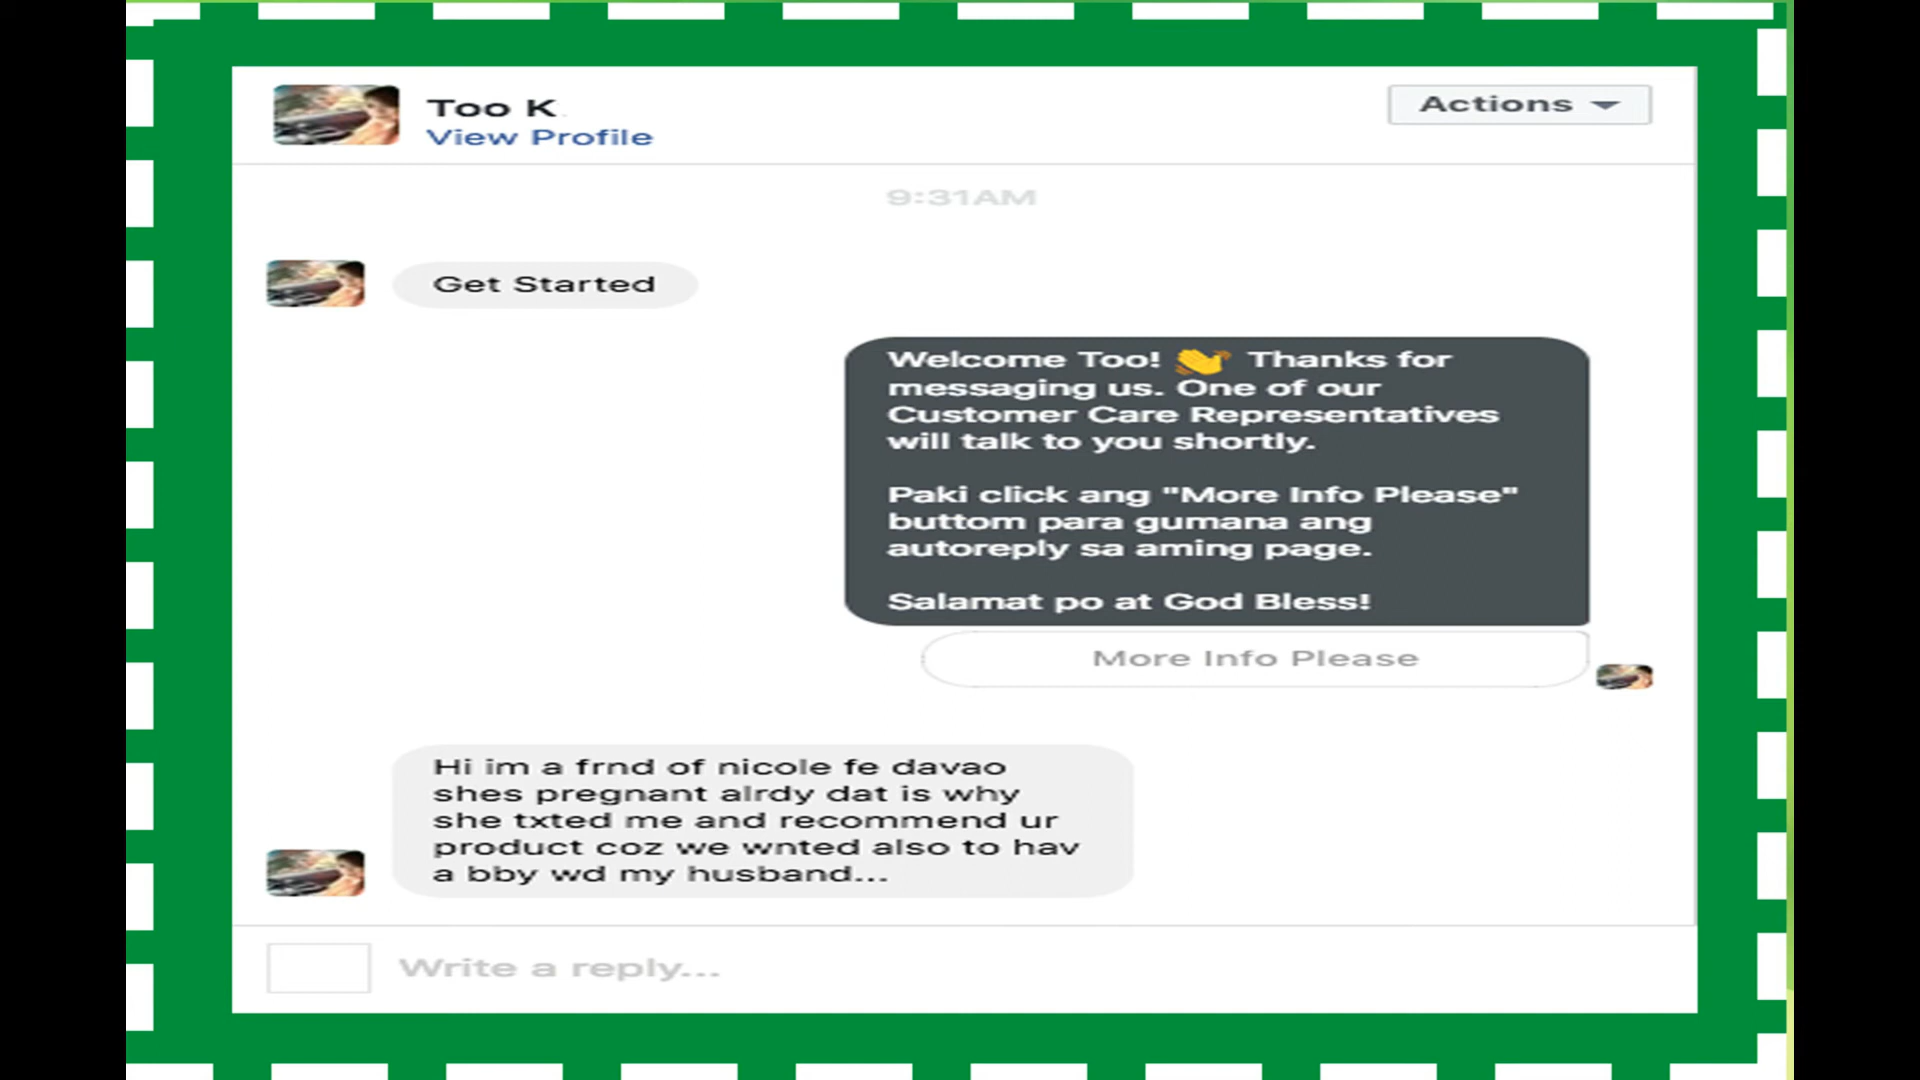 Too K
View Profile
Actions
9:31AM
Get Started
Welcome Too! 👋 Thanks for
messaging us. One of our
Customer Care Representatives
will talk to you shortly.
Paki click ang "More Info Please"
buttom para gumana ang
autoreply sa aming page.
Salamat po at God Bless!
More Info Please
Hi im a frnd of nicole fe davao
shes pregnant alrdy dat is why
she txted me and recommend ur
product coz we wnted also to hav
a bby wd my husband...
Write a reply...